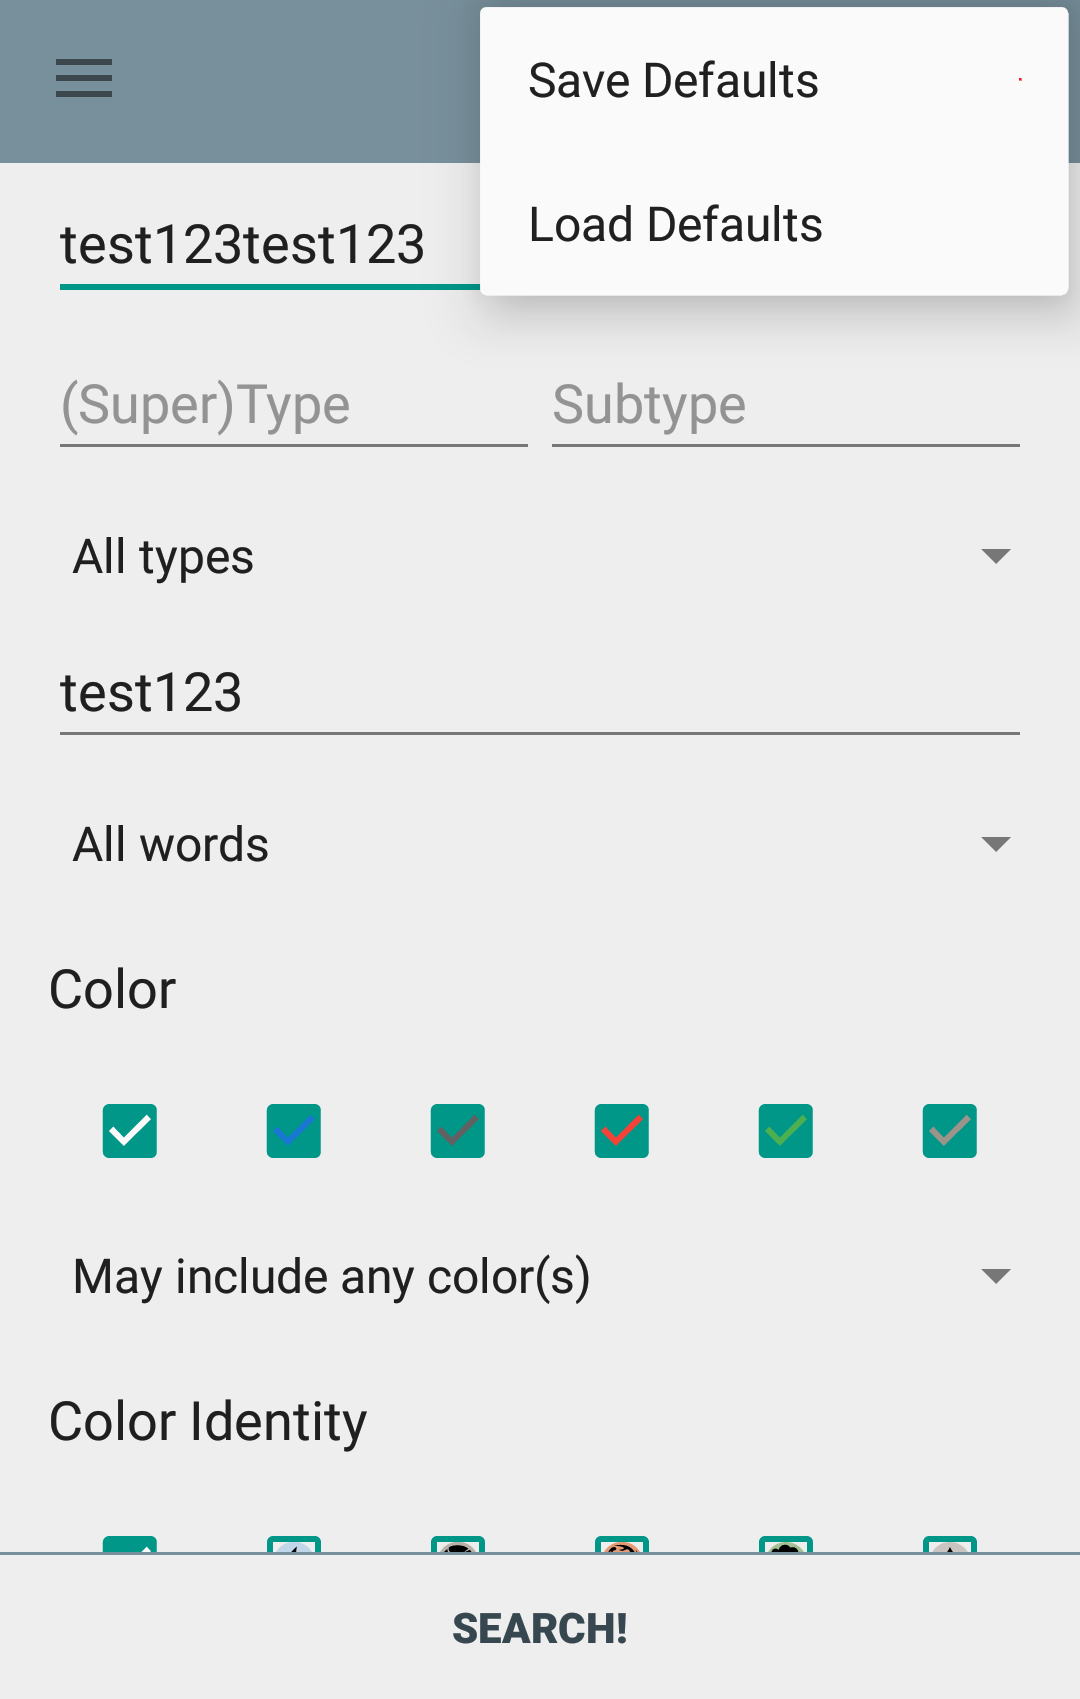 Save Defaults
Load Defaults
test123test123
(Super)Type Subtype
All types
test123
All words
Color
May include any color(s)
Color Identity
SEARCH!